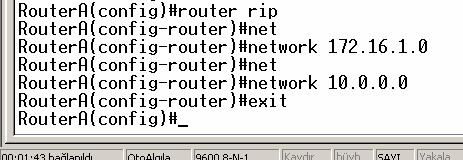 RouterA(config)#router rip
RouterA(config-router)#net
RouterA(config-router)#network 172.16.1.0
RouterA(config-router)#net
RouterA(config-router)#network 10.0.0.0
RouterA(config-router)#exit
RouterA(config)#_
00:01:43 bağlanıldı OtoAlgıla 9600 8-N-1 Kaydır büyh SAYI Yakala